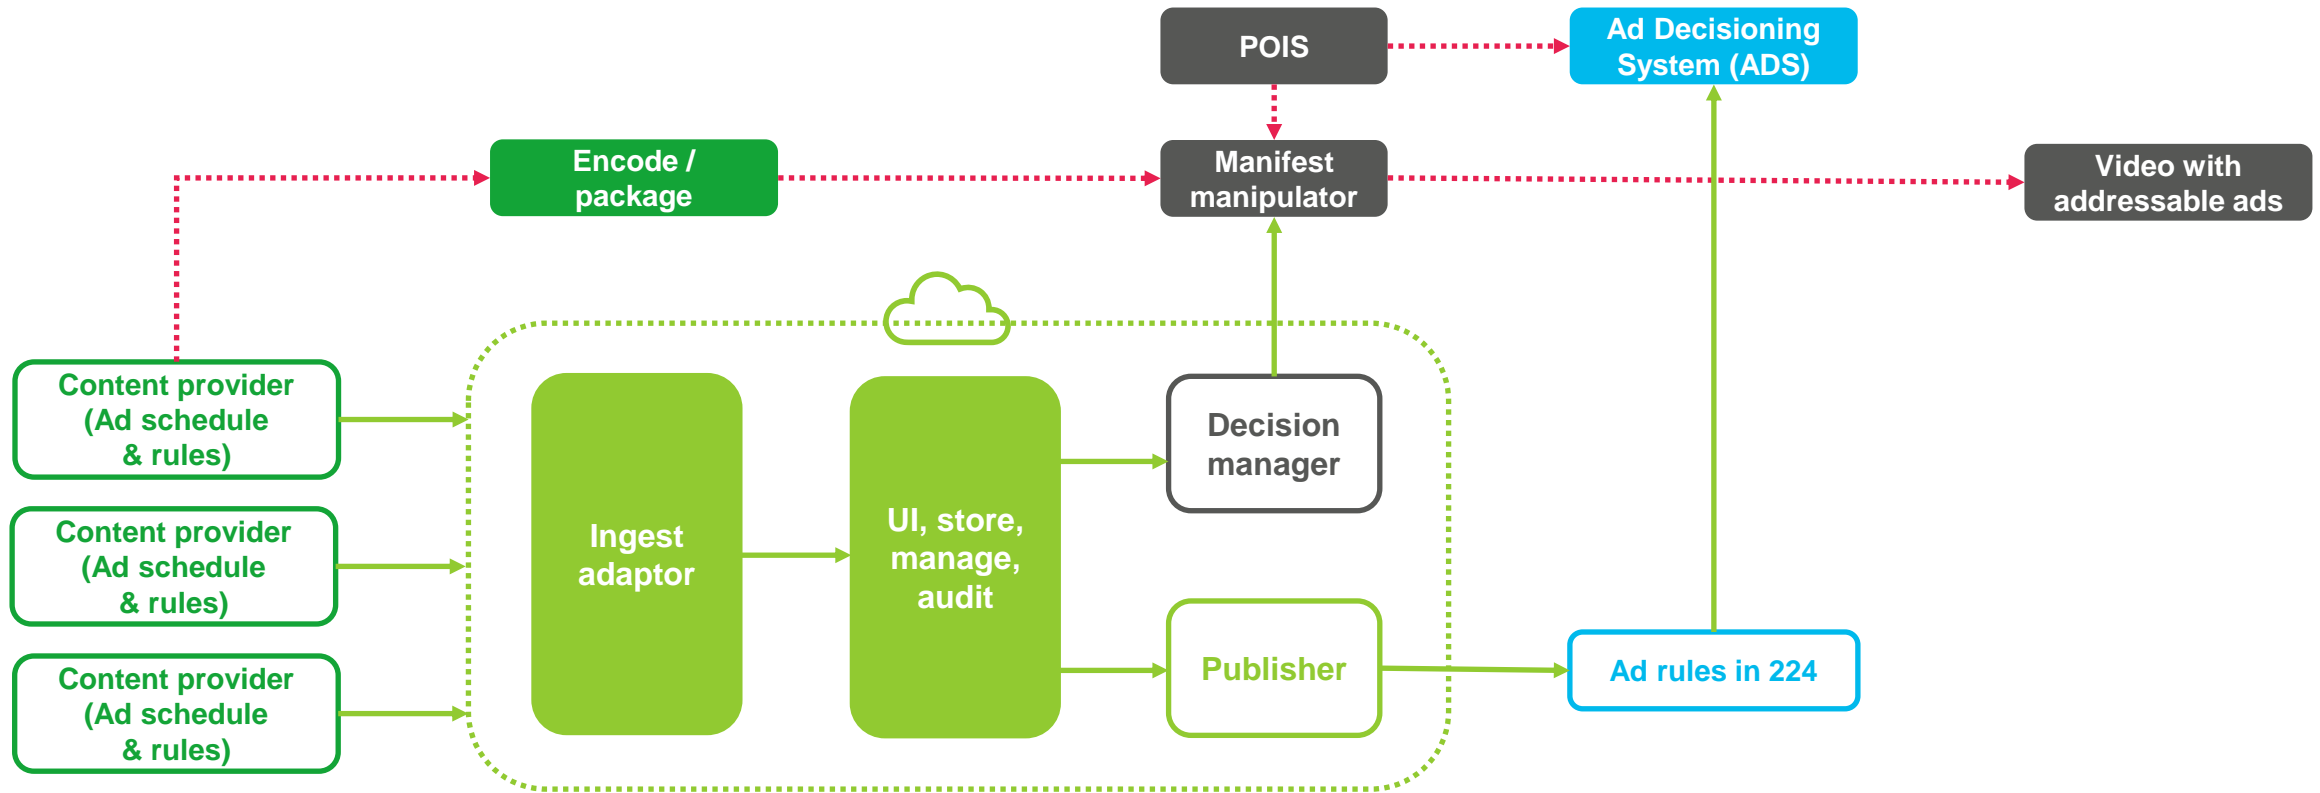 POIS
Ad Decisioning
System (ADS)
Encode /
package
Manifest
manipulator
Video with
addressable ads
Content provider
(Ad schedule
& rules)
Content provider
(Ad schedule
& rules)
Content provider
(Ad schedule
& rules)
Ingest
adaptor
UI, store,
manage,
audit
Decision
manager
Publisher
Ad rules in 224